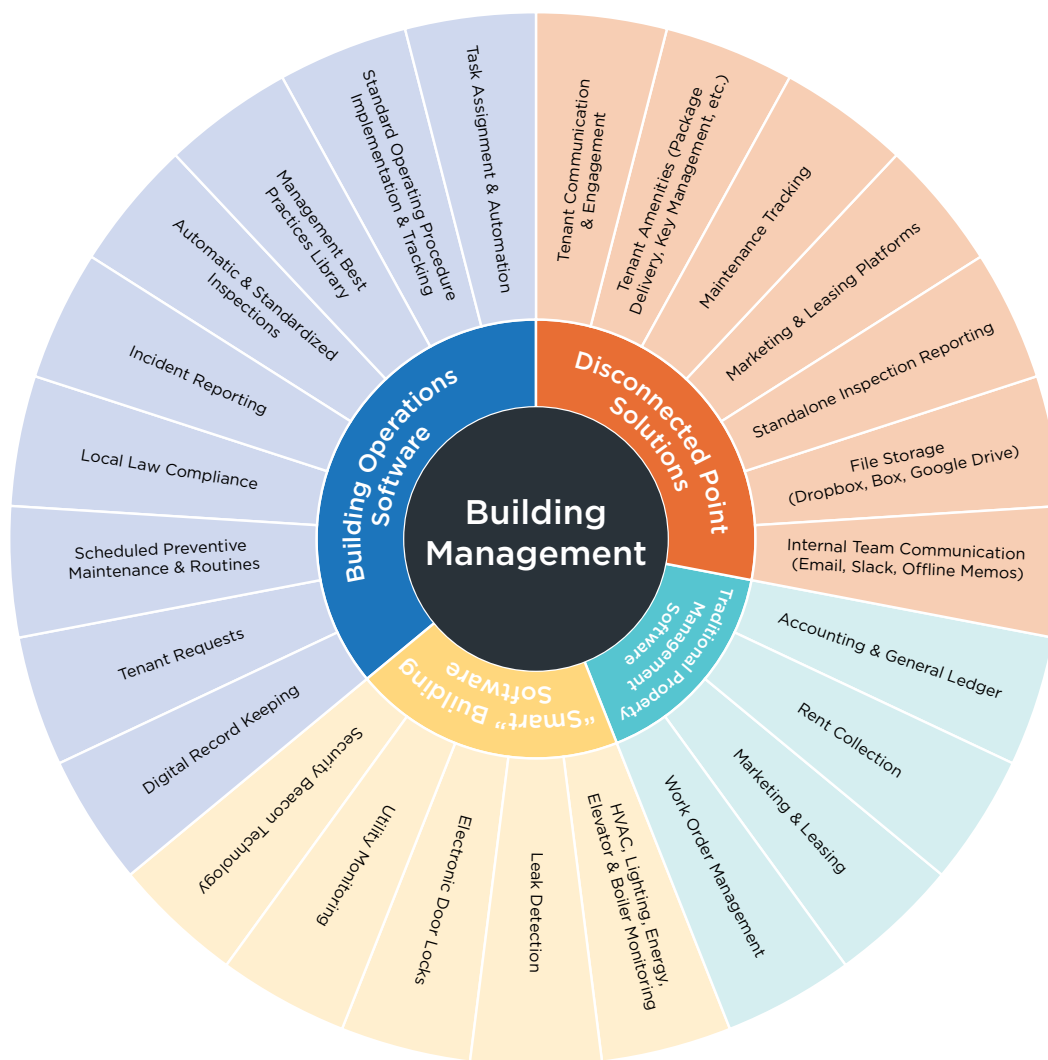 Building
Management
Disconnected Point
Solutions
Tenant Communication
& Engagement
Tenant Amenities (Package
Delivery, Key Management, etc.)
Maintenance Tracking
Marketing & Leasing Platforms
Standalone Inspection Reporting
File Storage
(Dropbox, Box, Google Drive)
Internal Team Communication
(Email, Slack, Offline Memos)
Traditional Property
Management
Software
Accounting & General Ledger
Rent Collection
Marketing & Leasing
Work Order Management
“Smart” Building
Software
HVAC, Lighting, Energy,
Elevator & Boiler Monitoring
Leak Detection
Electronic Door Locks
Utility Monitoring
Security Beacon Technology
Building Operations
Software
Digital Record Keeping
Tenant Requests
Scheduled Preventive
Maintenance & Routines
Local Law Compliance
Incident Reporting
Automatic & Standardized
Inspections
Management Best
Practices Library
Standard Operating Procedure
Implementation & Tracking
Task Assignment & Automation